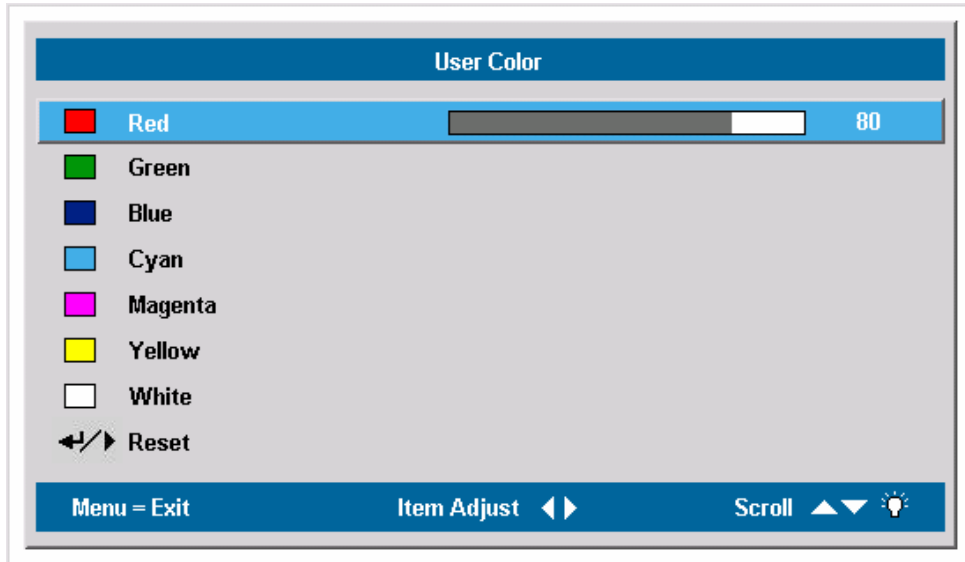 User Color
Red 80
Green
Blue
Cyan
Magenta
Yellow
White
Reset
Menu = Exit Item Adjust Scroll